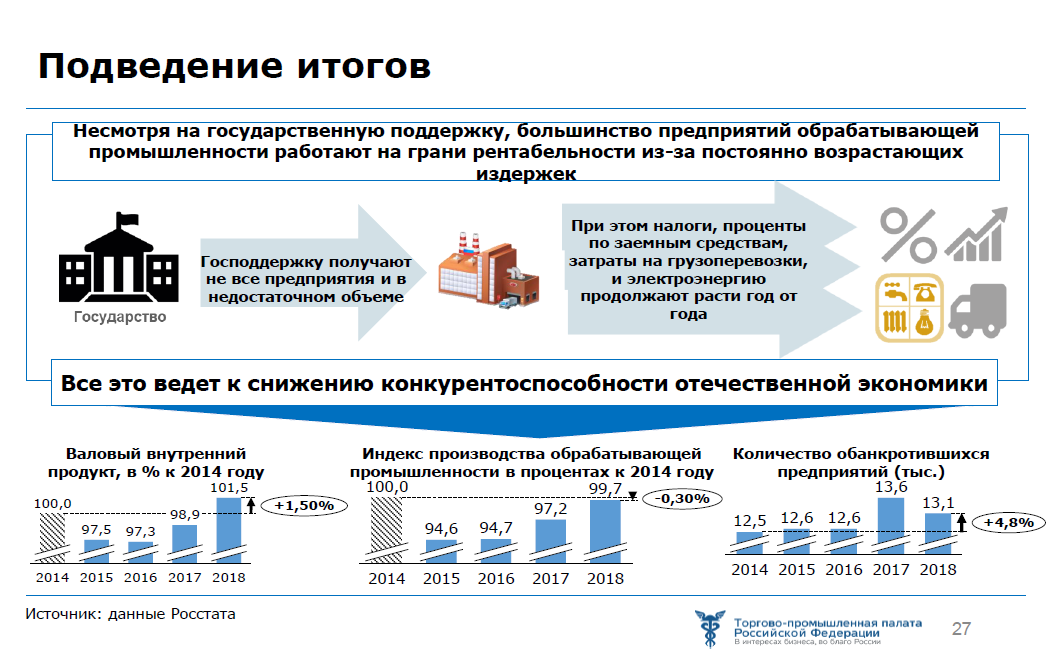 Подведение итогов
Несмотря на государственную поддержку, большинство предприятий обрабатывающей
промышленности работают на грани рентабельности из-за постоянно возрастающих
издержек
Господдержку получают
не все предприятия и в
недостаточном объеме
Государство
При этом налоги, проценты
по заемным средствам,
затраты на грузоперевозки,
и электроэнергию
продолжают расти год от
года
Все это ведет к снижению конкурентоспособности отечественной экономики
Валовый внутренний
продукт, в % к 2014 году
100,0
97,5
97,3
98,9
101,5
+1,50%
2014 2015 2016 2017 2018
Индекс производства обрабатывающей
промышленности в процентах к 2014 году
100,0
94,6
94,7
97,2
99,7
-0,30%
2014 2015 2016 2017 2018
Количество обанкротившихся
предприятий (тыс.)
12,5
12,6
12,6
13,6
13,1
+4,8%
2014 2015 2016 2017 2018
Источник: данные Росстата
Торгово-промышленная палата
Российской Федерации
В интересах бизнеса, во благо России
27